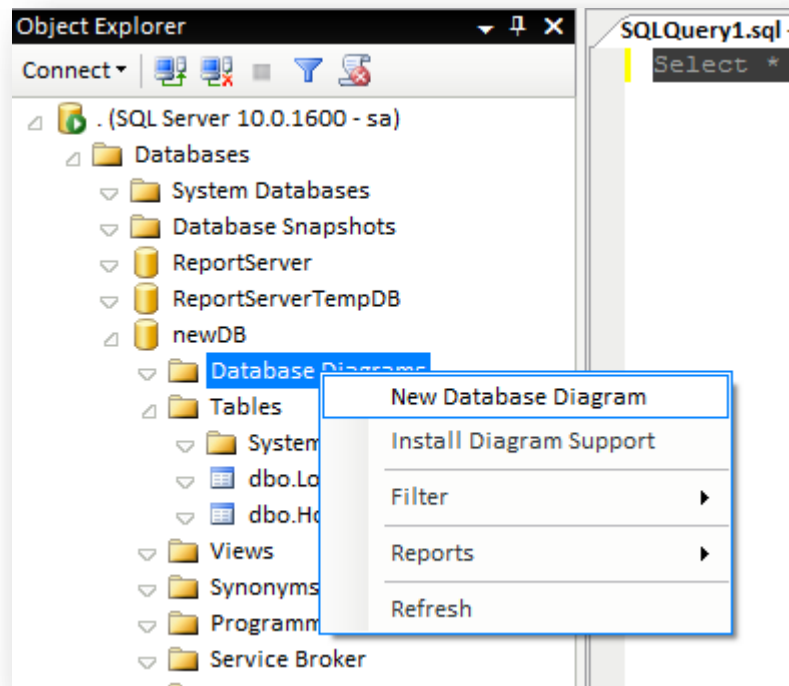 Object Explorer
SQLQuery1.sql
Connect
Select *
. (SQL Server 10.0.1600 - sa)
Databases
System Databases
Database Snapshots
ReportServer
ReportServerTempDB
newDB
Database Diagrams
New Database Diagram
Tables
Install Diagram Support
System
dbo.Lo
Filter
dbo.Ho
Views
Reports
Synonyms
Programm
Refresh
Service Broker